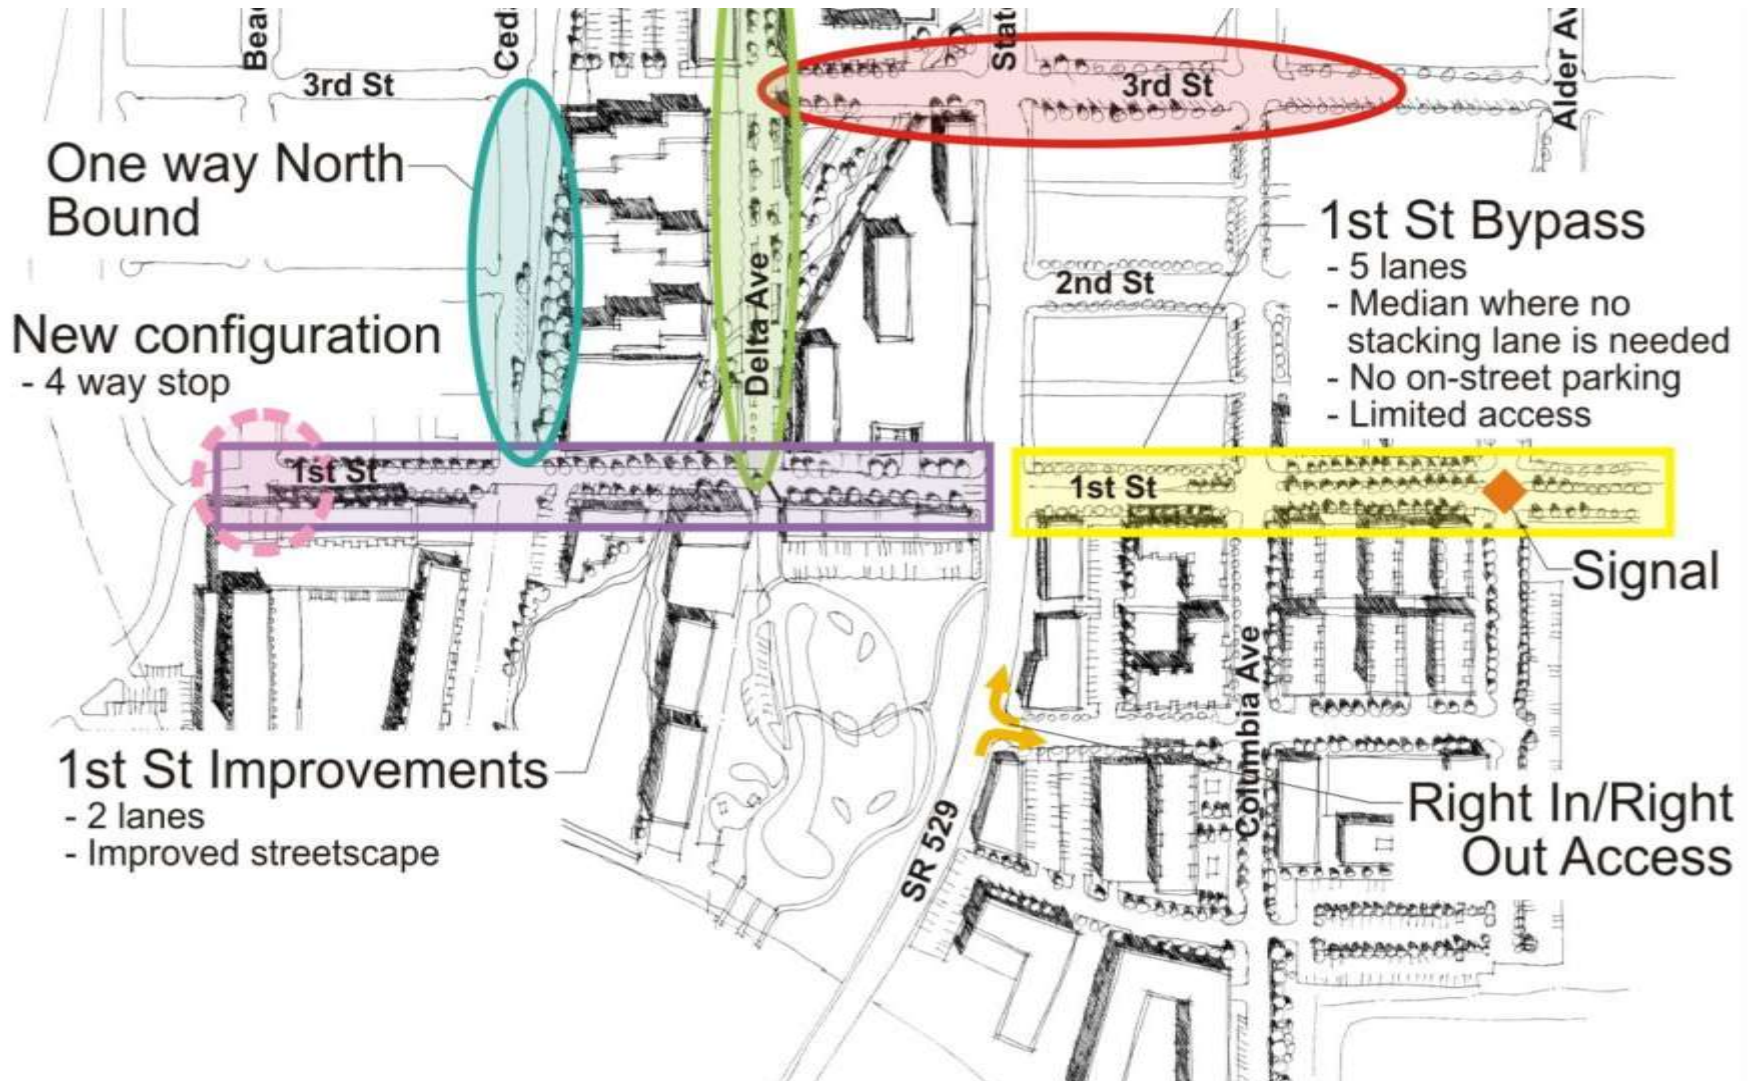 Beac
Ced
Stat
Alder Av
3rd St
3rd St
One way North
Bound
1st St Bypass
- 5 lanes
- Median where no
stacking lane is needed
- No on-street parking
- Limited access
2nd St
New configuration
- 4 way stop
Delta Ave
1st St
1st St
Signal
Columbia Ave
1st St Improvements
- 2 lanes
- Improved streetscape
SR 529
Right In/Right
Out Access